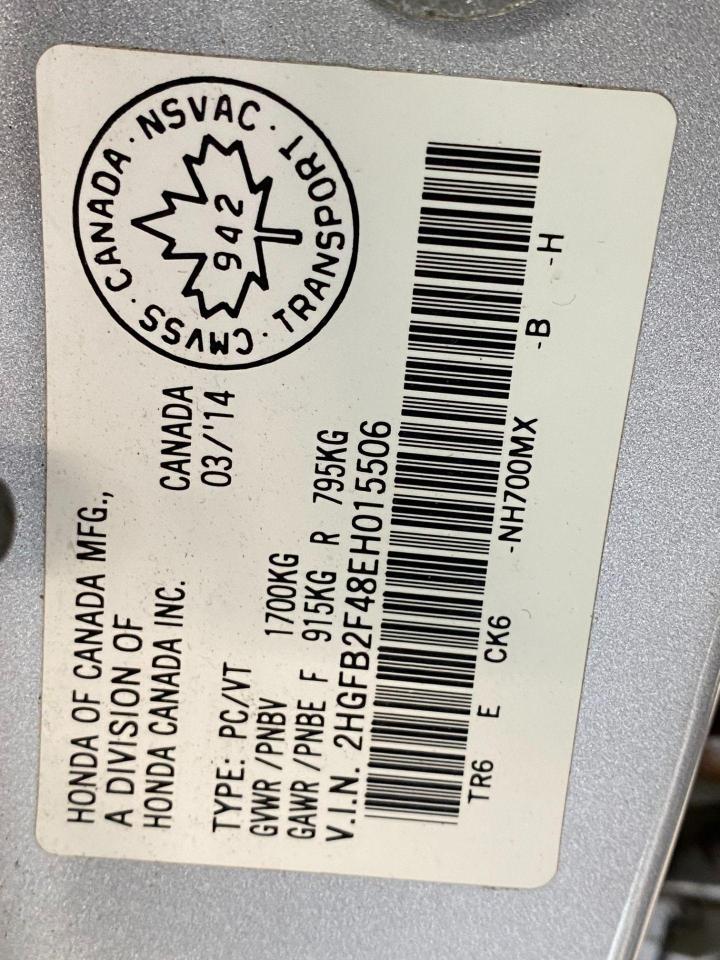 HONDA OF CANADA MFG.,
A DIVISION OF
HONDA CANADA INC.
CANADA
03/'14
CMVSS · CANADA · NSVAC · TRANSPORT ·
942
TYPE: PC/VT
GVWR /PNBV 1700KG
GAWR /PNBE F 915KG R 795KG
V.I.N. 2HGFB2F48EH015506
TR6 E CK6 -NH700MX -B -H